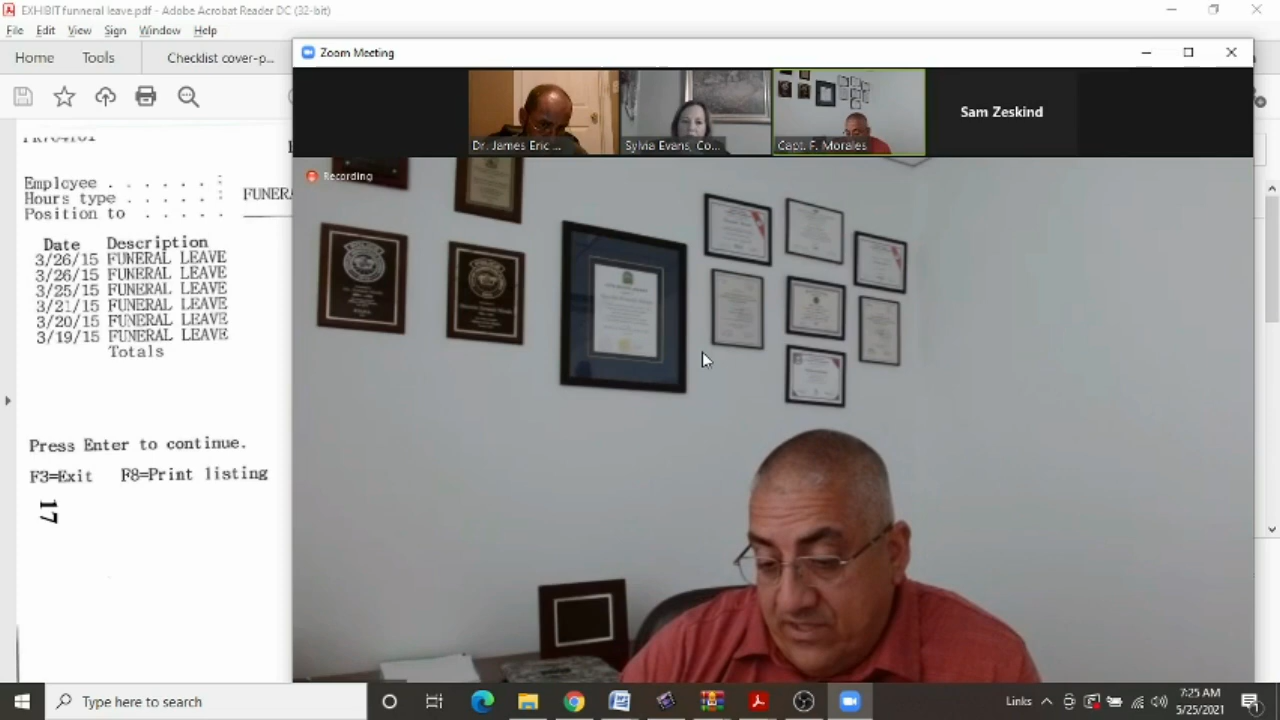 EXHIBIT funneral leave.pdf - Adobe Acrobat Reader DC (32-bit)
File Edit View Sign Window Help
Home Tools Checklist cover-p...
Zoom Meeting
Dr. James Eric ...
Sylvia Evans, Co...
Capt. F. Morales
Sam Zeskind
Recording
Employee . . . . . . :
Hours type . . . . . : FUNERA
Position to . . . . .
Date Description
3/26/15 FUNERAL LEAVE
3/26/15 FUNERAL LEAVE
3/25/15 FUNERAL LEAVE
3/21/15 FUNERAL LEAVE
3/20/15 FUNERAL LEAVE
3/19/15 FUNERAL LEAVE
Totals
Press Enter to continue.
F3=Exit F8=Print listing
17
Type here to search
Links
7:25 AM
5/25/2021